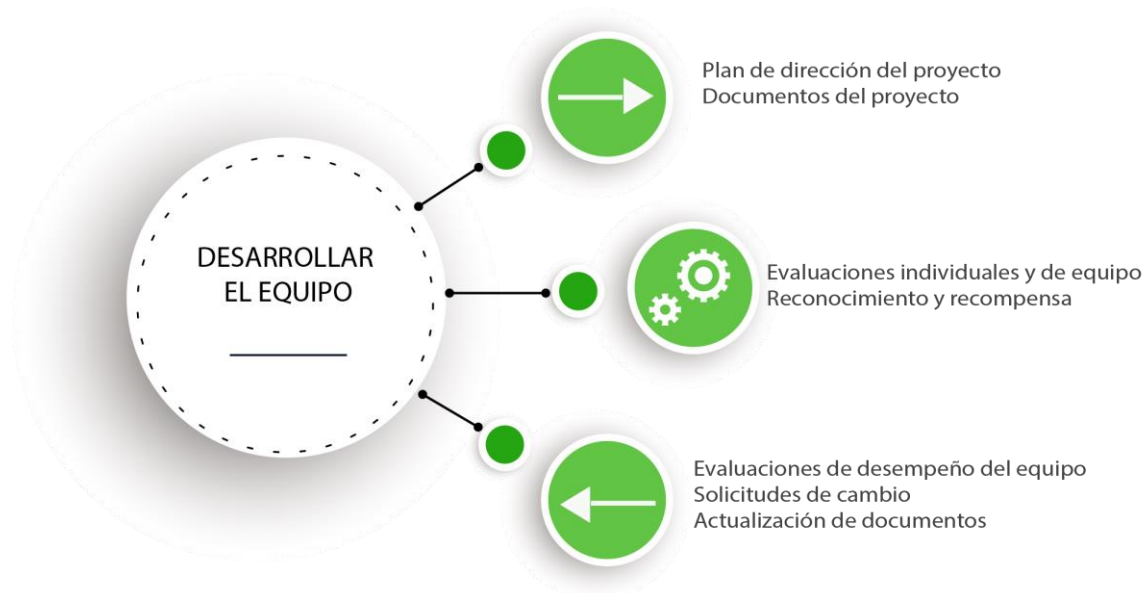 DESARROLLAR
EL EQUIPO
Plan de dirección del proyecto
Documentos del proyecto
Evaluaciones individuales y de equipo
Reconocimiento y recompensa
Evaluaciones de desempeño del equipo
Solicitudes de cambio
Actualización de documentos